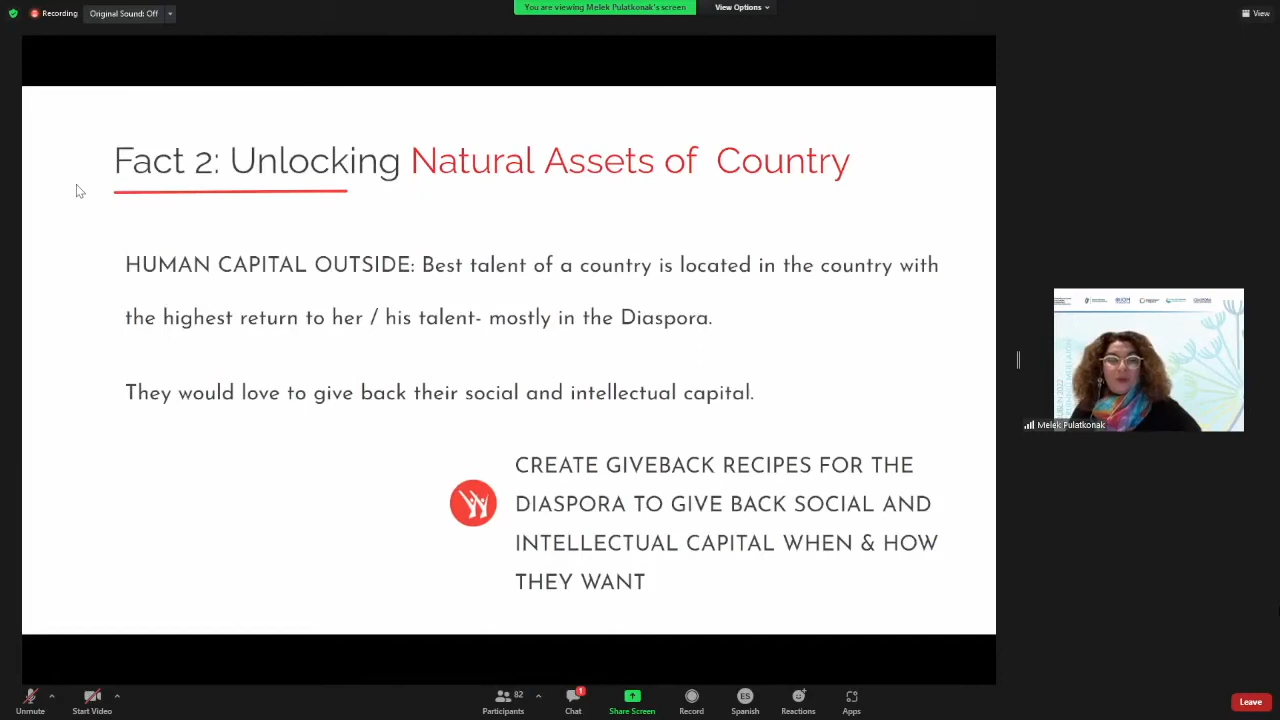 Recording
Original Sound: Off
You are viewing Melek Pulatkonak's screen
View Options
View
Fact 2: Unlocking Natural Assets of Country
HUMAN CAPITAL OUTSIDE: Best talent of a country is located in the country with
the highest return to her / his talent- mostly in the Diaspora.
They would love to give back their social and intellectual capital.
CREATE GIVEBACK RECIPES FOR THE
DIASPORA TO GIVE BACK SOCIAL AND
INTELLECTUAL CAPITAL WHEN & HOW
THEY WANT
Melek Pulatkonak
Unmute
Start Video
82
Participants
1
Chat
Share Screen
Record
ES
Spanish
Reactions
Apps
Leave